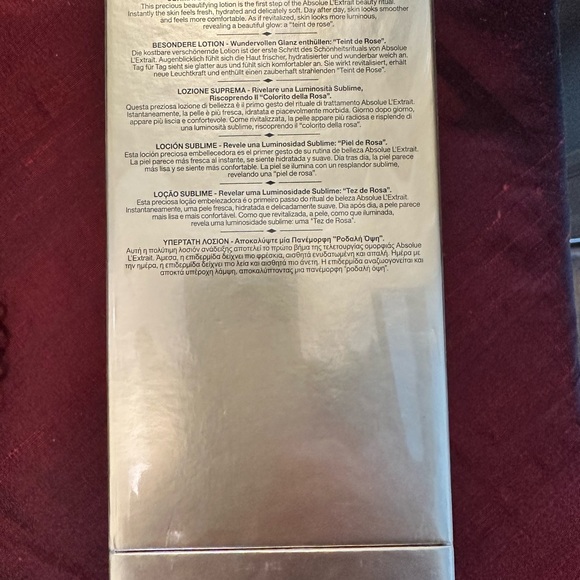 This precious beautifying lotion is the first step of the Absolue L'Extrait beauty ritual.
Instantly the skin feels fresh, hydrated and delicately soft. Day after day, skin looks smoother
and feels more comfortable. As if revitalized, skin looks more luminous,
revealing a beautiful glow: a "teint de rose".
BESONDERE LOTION - Wundervollen Glanz enthüllen: "Teint de Rose".
Die kostbare verschönernde Lotion ist der erste Schritt des Schönheitsrituals von Absolue
L'Extrait. Augenblicklich fühlt sich die Haut frischer, hydratisierter und wunderbar weich an.
Tag für Tag sieht sie glatter aus und fühlt sich komfortabler an. Sie wirkt revitalisiert, erhält
neue Leuchtkraft und enthüllt einen zauberhaft strahlenden "Teint de Rose".
LOZIONE SUPREMA - Rivelare una Luminosità Sublime,
Riscoprendo Il "Colorito della Rosa".
Questa preziosa lozione di bellezza è il primo gesto del rituale di trattamento Absolue L'Extrait.
Istantaneamente, la pelle è più fresca, idratata e piacevolmente morbida. Giorno dopo giorno,
appare più liscia e confortevole. Come rivitalizzata, la pelle appare più radiosa e risplende di
una luminosità sublime, riscoprendo il "colorito della rosa".
LOCIÓN SUBLIME - Revele una Luminosidad Sublime: "Piel de Rosa".
Esta loción preciosa embellecedora es el primer gesto de su rutina de belleza Absolue L'Extrait.
La piel parece más fresca al instante, se siente hidratada y suave. Día tras día, la piel parece
más lisa y se siente más confortable. La piel se ilumina con un resplandor sublime,
revelando una "piel de rosa".
LOÇÃO SUBLIME - Revelar uma Luminosidade Sublime: "Tez de Rosa".
Esta preciosa loção embelezadora é o primeiro passo do ritual de beleza Absolue L'Extrait.
Instantaneamente, uma pele fresca, hidratada e delicadamente suave. Dia após dia, a pele parece
mais lisa e mais confortável. Como que revitalizada, a pele, como que iluminada,
revela uma luminosidade sublime: uma "Tez de Rosa".
ΥΠΕΡΤΑΤΗ ΛΟΣΙΟΝ - Αποκαλύψτε μία Πανέμορφη "Ροδαλή Όψη".
Αυτή η πολύτιμη λοσιόν ανάδειξης αποτελεί το πρώτο βήμα της τελετουργίας ομορφιάς Absolue
L'Extrait. Άμεσα, η επιδερμίδα δείχνει πιο φρέσκια, αισθητά ενυδατωμένη και απαλή. Ημέρα με
την ημέρα, η επιδερμίδα δείχνει πιο λεία και αισθητά πιο άνετη. Η επιδερμίδα αναζωογονείται και
αποκτά υπέροχη λάμψη, αποκαλύπτοντας μια πανέμορφη "ροδαλή όψη".